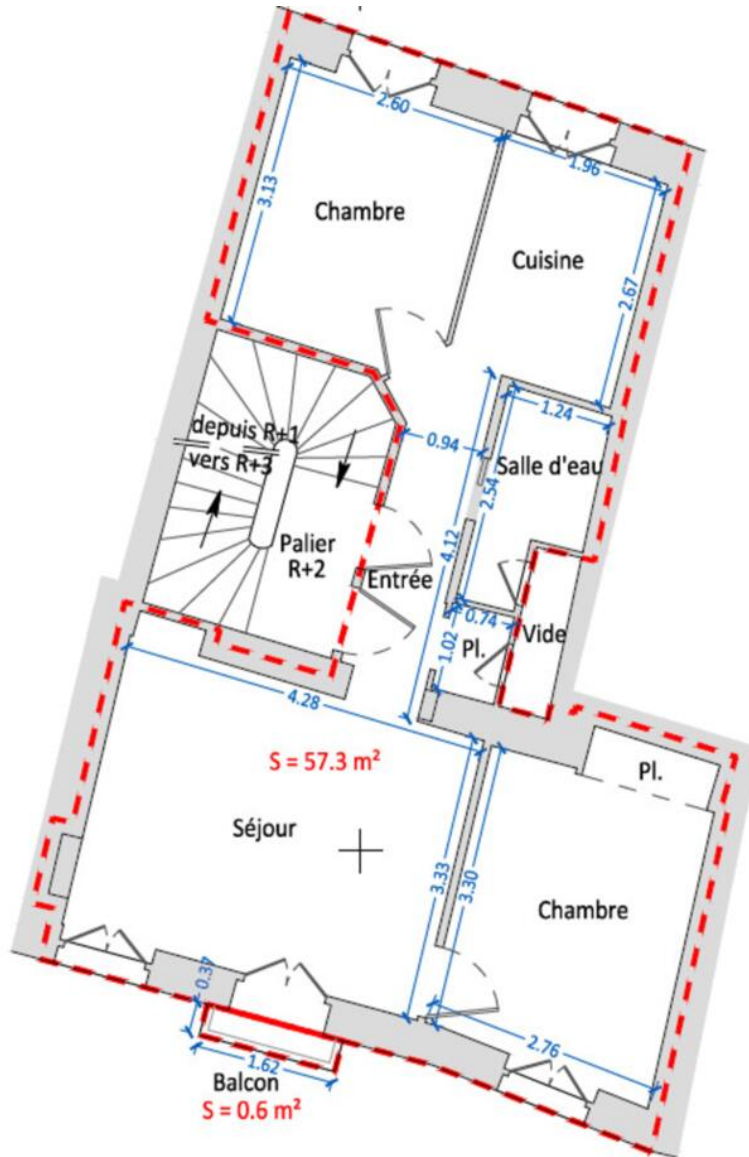 2.60
1.96
3.13
Chambre
Cuisine
2.67
1.24
depuis R+1
vers R+3
0.94
Salle d'eau
2.54
4.12
Palier
R+2
Entrée
0.74
Vide
Pl.
1.02
4.28
S = 57.3 m²
Pl.
Séjour
3.33
3.30
Chambre
0.37
2.76
1.62
Balcon
S = 0.6 m²